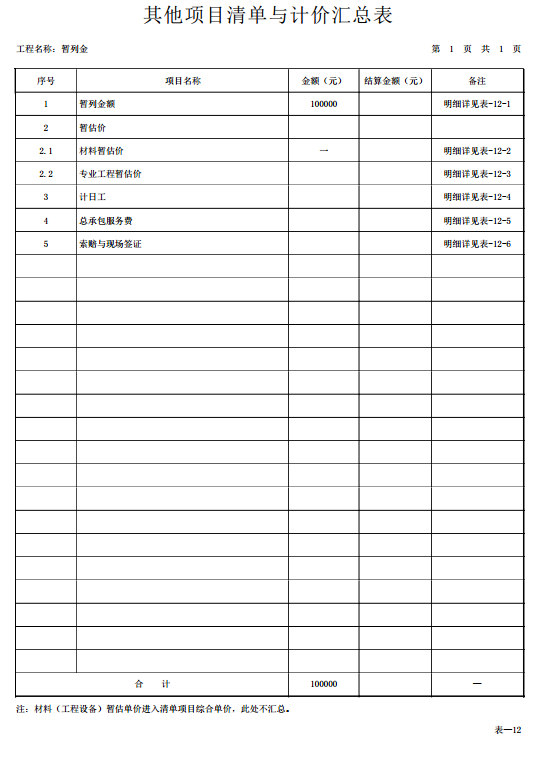 其他项目清单与计价汇总表
工程名称：暂列金 第 1 页 共 1 页
序号 项目名称 金额（元） 结算金额（元） 备注
1 暂列金额 100000 明细详见表-12-1
2 暂估价
2.1 材料暂估价 — 明细详见表-12-2
2.2 专业工程暂估价 明细详见表-12-3
3 计日工 明细详见表-12-4
4 总承包服务费 明细详见表-12-5
5 索赔与现场签证 明细详见表-12-6
合 计 100000 —
注：材料（工程设备）暂估单价进入清单项目综合单价，此处不汇总。
表—12